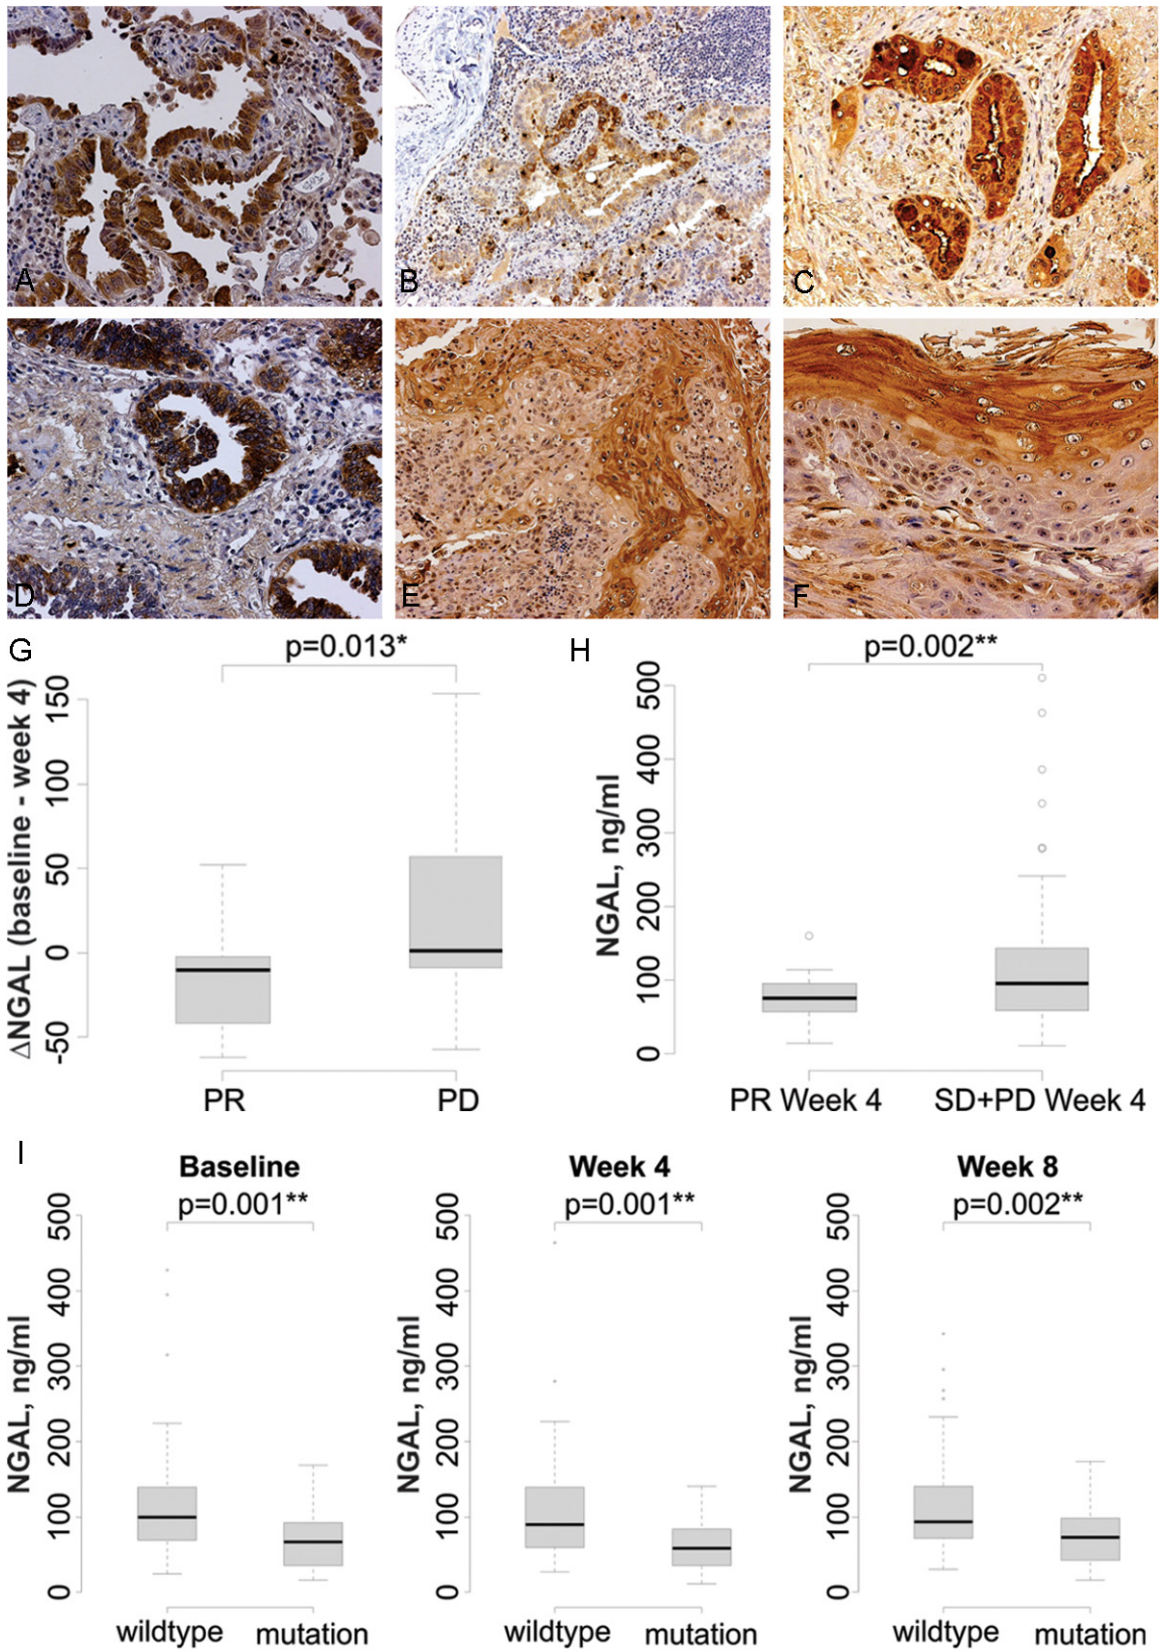 A
B
C
D
E
F
G
p=0.013*
ΔNGAL (baseline - week 4)
150
100
50
0
-50
PR
PD
H
p=0.002**
NGAL, ng/ml
500
400
300
200
100
0
PR Week 4
SD+PD Week 4
I
Baseline
p=0.001**
NGAL, ng/ml
500
400
300
200
100
0
wildtype
mutation
Week 4
p=0.001**
NGAL, ng/ml
500
400
300
200
100
0
wildtype
mutation
Week 8
p=0.002**
NGAL, ng/ml
500
400
300
200
100
0
wildtype
mutation